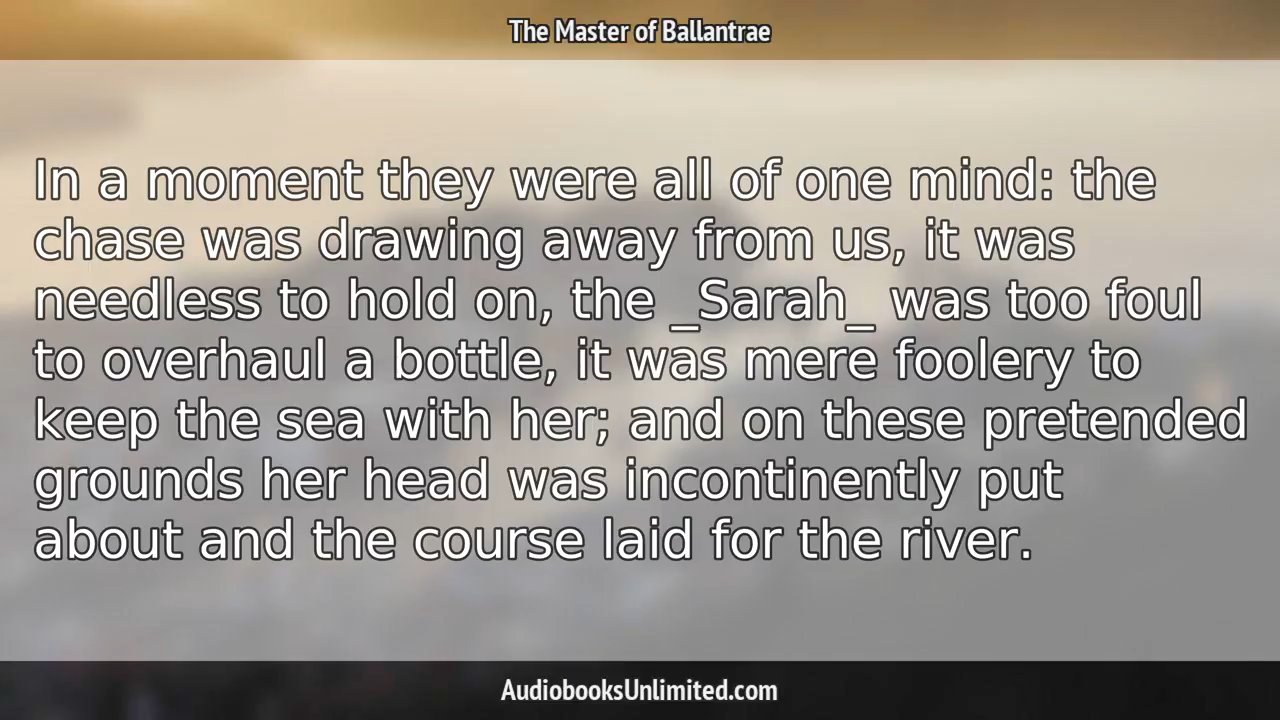 The Master of Ballantrae
In a moment they were all of one mind: the
chase was drawing away from us, it was
needless to hold on, the _Sarah_ was too foul
to overhaul a bottle, it was mere foolery to
keep the sea with her; and on these pretended
grounds her head was incontinently put
about and the course laid for the river.
AudiobooksUnlimited.com